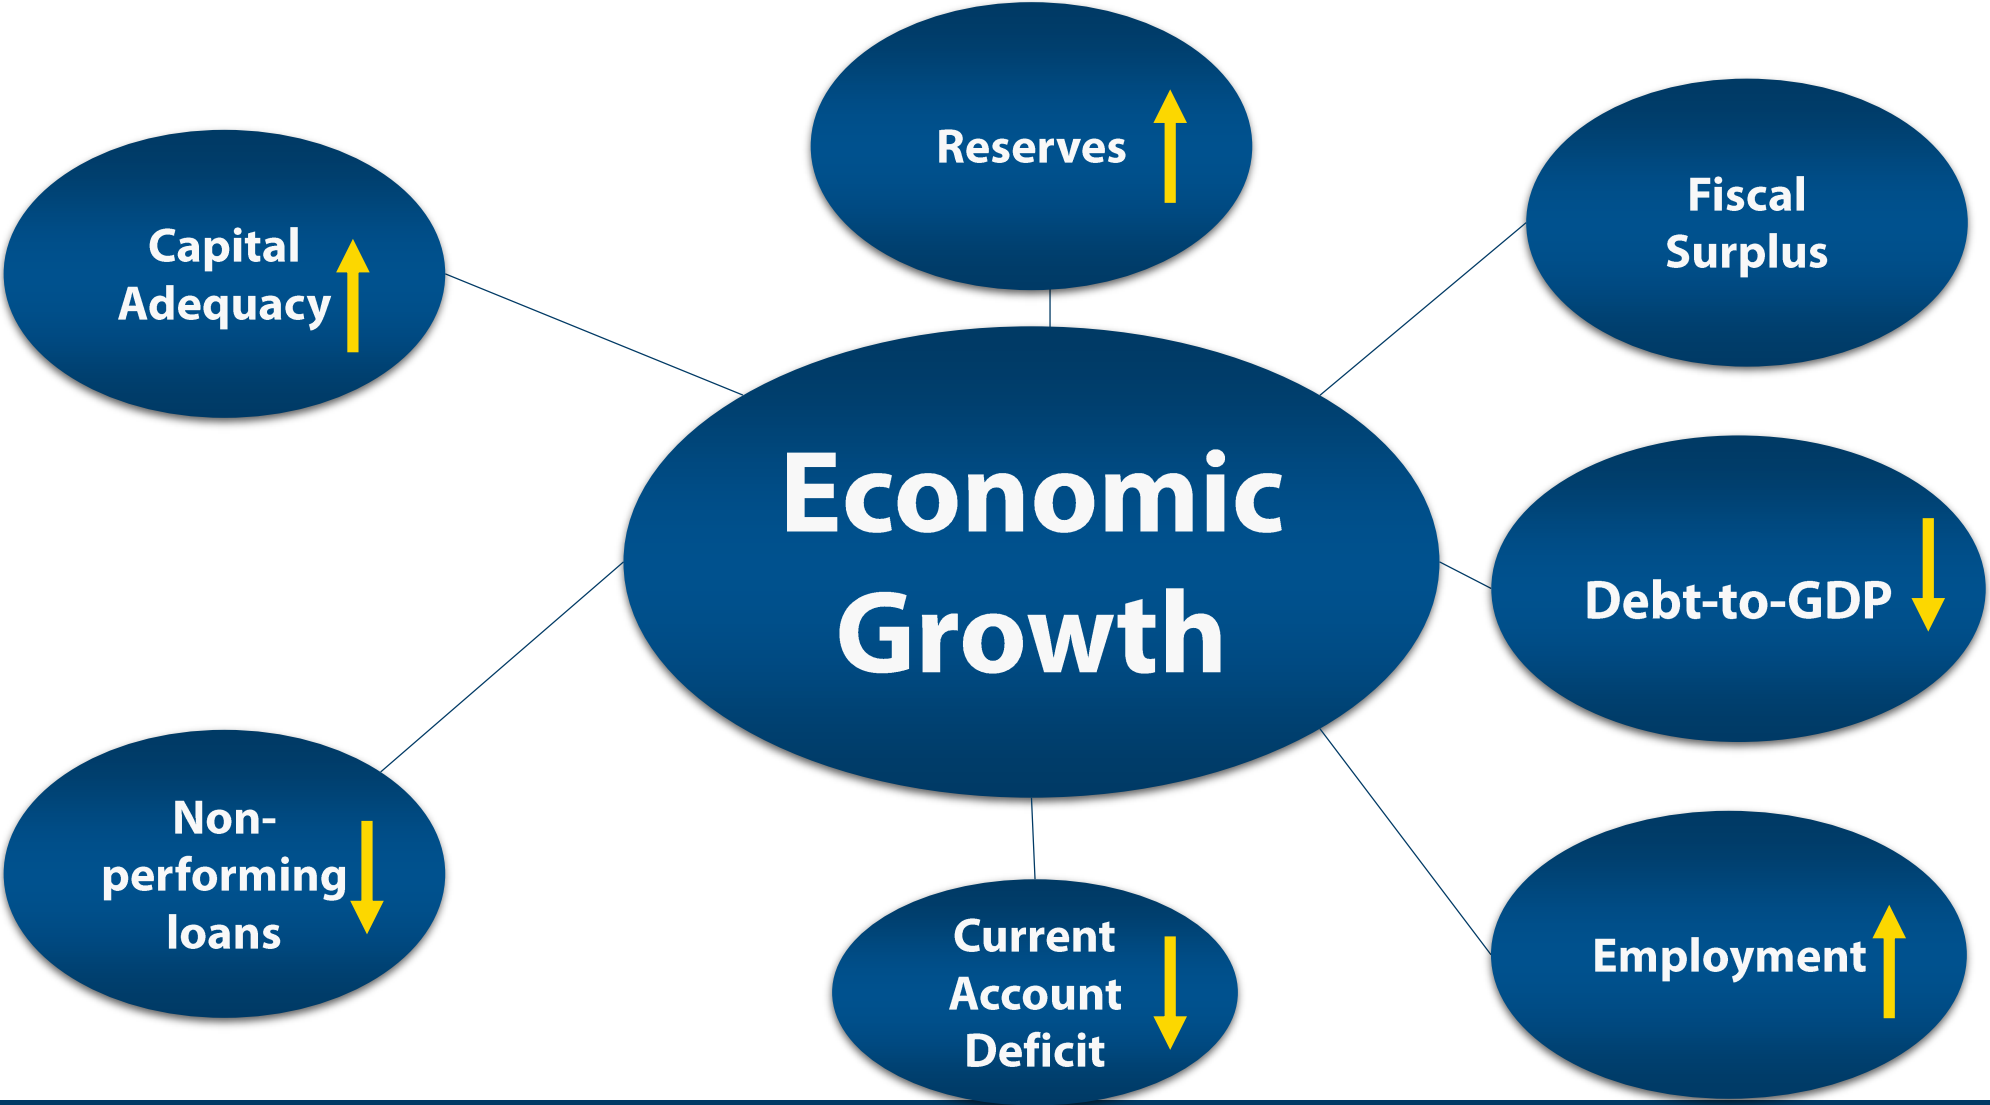 Reserves
Fiscal
Surplus
Capital
Adequacy
Economic
Growth
Debt-to-GDP
Non-
performing
loans
Current
Account
Deficit
Employment